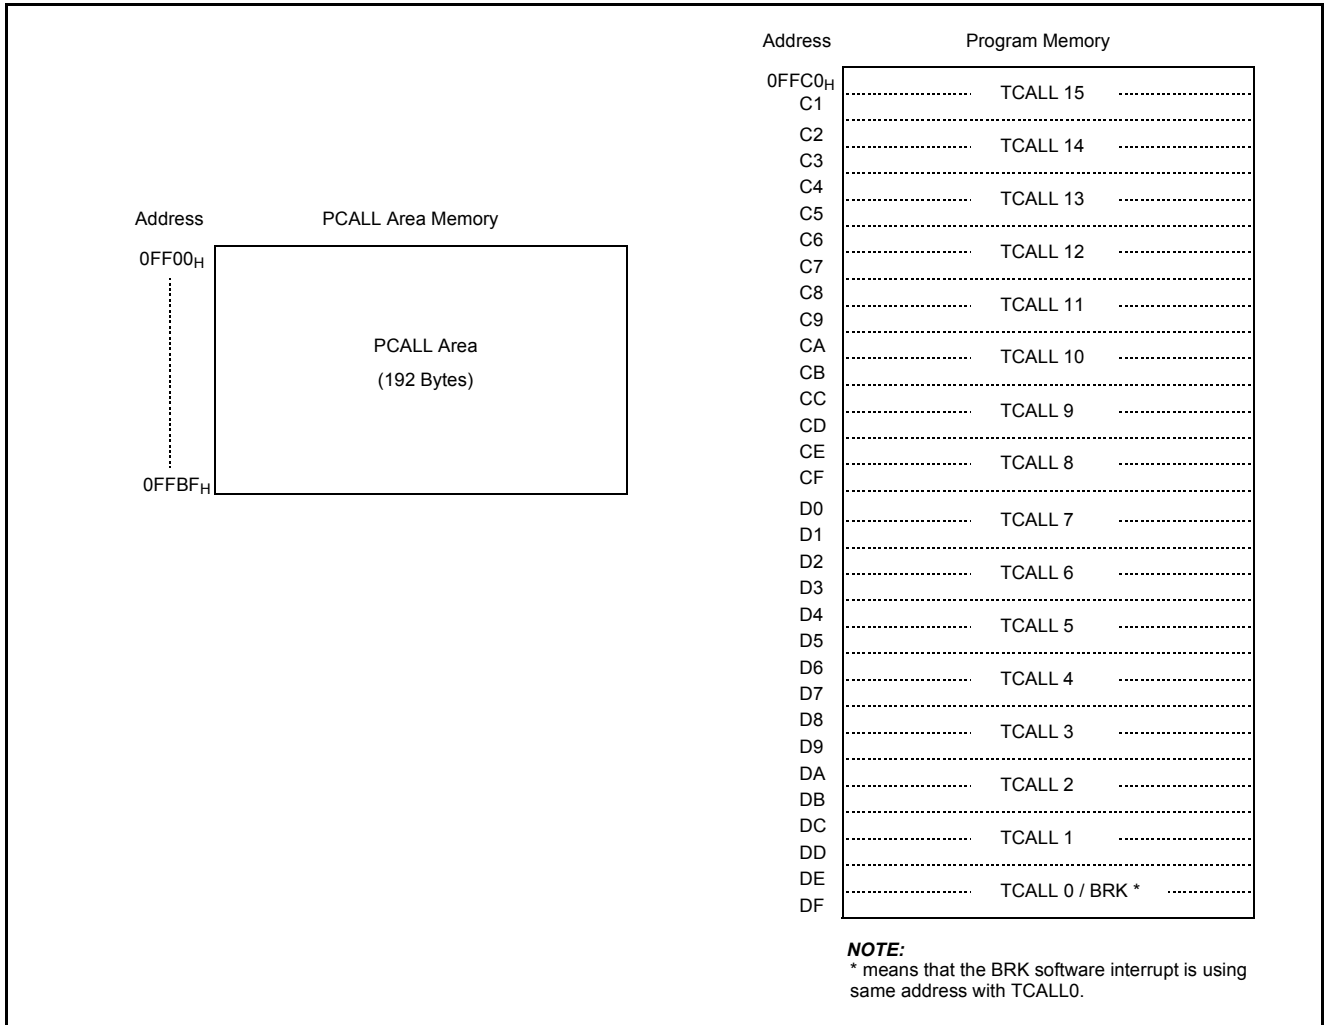 Address PCALL Area Memory
0FF00H
PCALL Area
(192 Bytes)
0FFBFH
Address Program Memory
0FFC0H
C1
TCALL 15
C2
C3
TCALL 14
C4
C5
TCALL 13
C6
C7
TCALL 12
C8
C9
TCALL 11
CA
CB
TCALL 10
CC
CD
TCALL 9
CE
CF
TCALL 8
D0
D1
TCALL 7
D2
D3
TCALL 6
D4
D5
TCALL 5
D6
D7
TCALL 4
D8
D9
TCALL 3
DA
DB
TCALL 2
DC
DD
TCALL 1
DE
DF
TCALL 0 / BRK *
NOTE:
* means that the BRK software interrupt is using
same address with TCALL0.